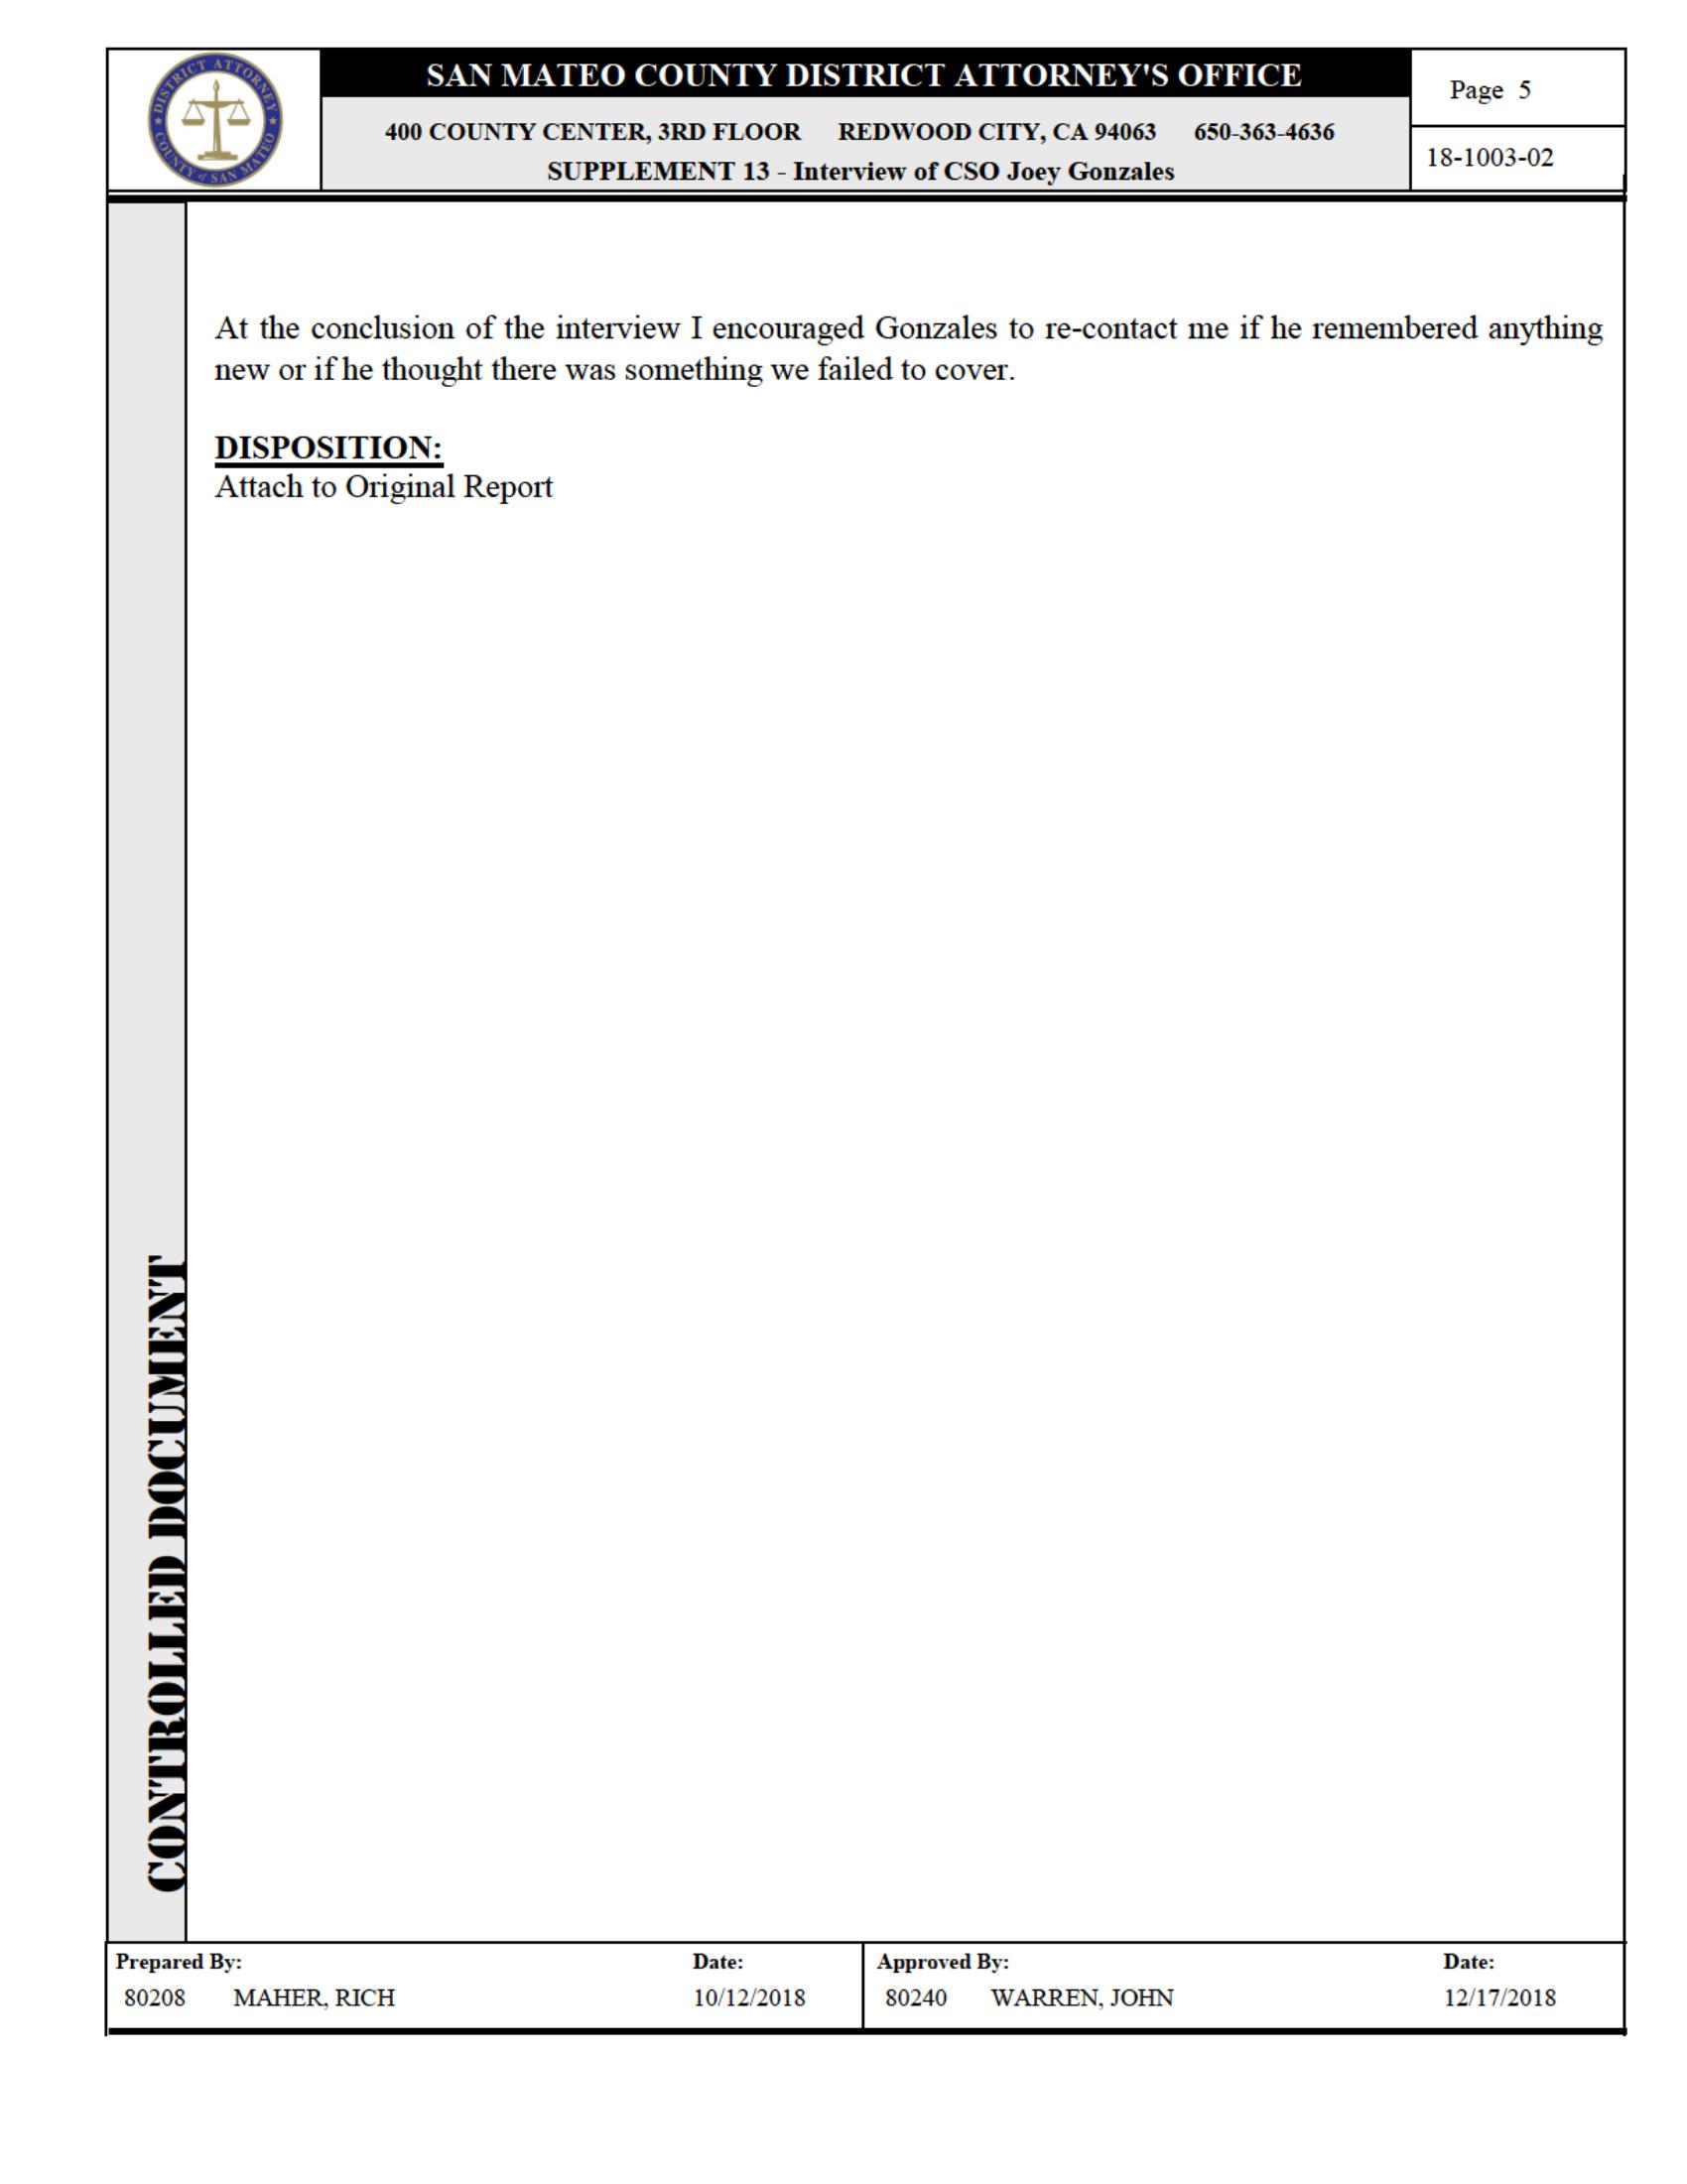 DISTRICT ATTORNEY
COUNTY of SAN MATEO
SAN MATEO COUNTY DISTRICT ATTORNEY'S OFFICE
400 COUNTY CENTER, 3RD FLOOR REDWOOD CITY, CA 94063 650-363-4636
SUPPLEMENT 13 - Interview of CSO Joey Gonzales
Page 5
18-1003-02
At the conclusion of the interview I encouraged Gonzales to re-contact me if he remembered anything
new or if he thought there was something we failed to cover.
DISPOSITION:
Attach to Original Report
CONTROLLED DOCUMENT
Prepared By: Date: Approved By: Date:
80208 MAHER, RICH 10/12/2018 80240 WARREN, JOHN 12/17/2018